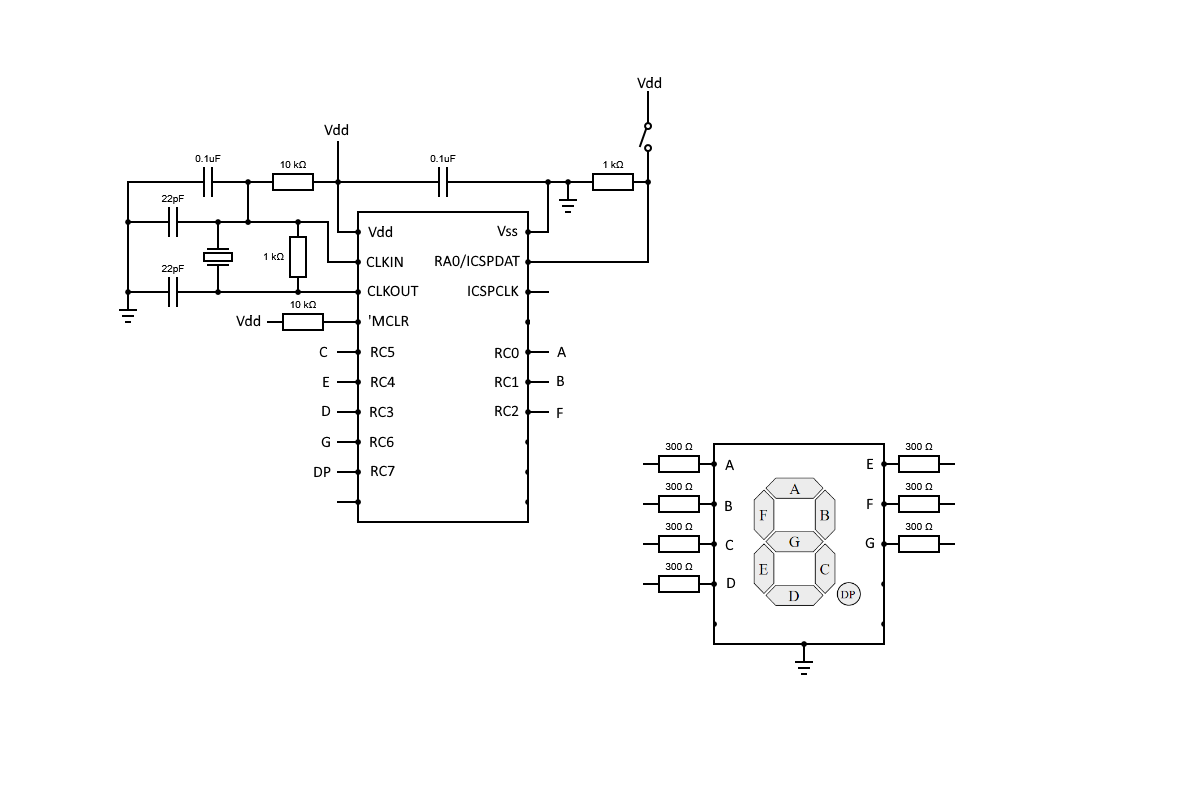 Vdd
Vdd
0.1uF
10 kΩ
0.1uF
1 kΩ
22pF
Vdd
Vss
1 kΩ
CLKIN
RA0/ICSPDAT
22pF
CLKOUT
ICSPCLK
10 kΩ
Vdd
'MCLR
C RC5 RC0 A
E RC4 RC1 B
D RC3 RC2 F
G RC6
DP RC7
300 Ω
300 Ω
A
E
A
300 Ω
300 Ω
B
F
F
B
300 Ω
300 Ω
C
G
G
300 Ω
E
C
D
D
DP